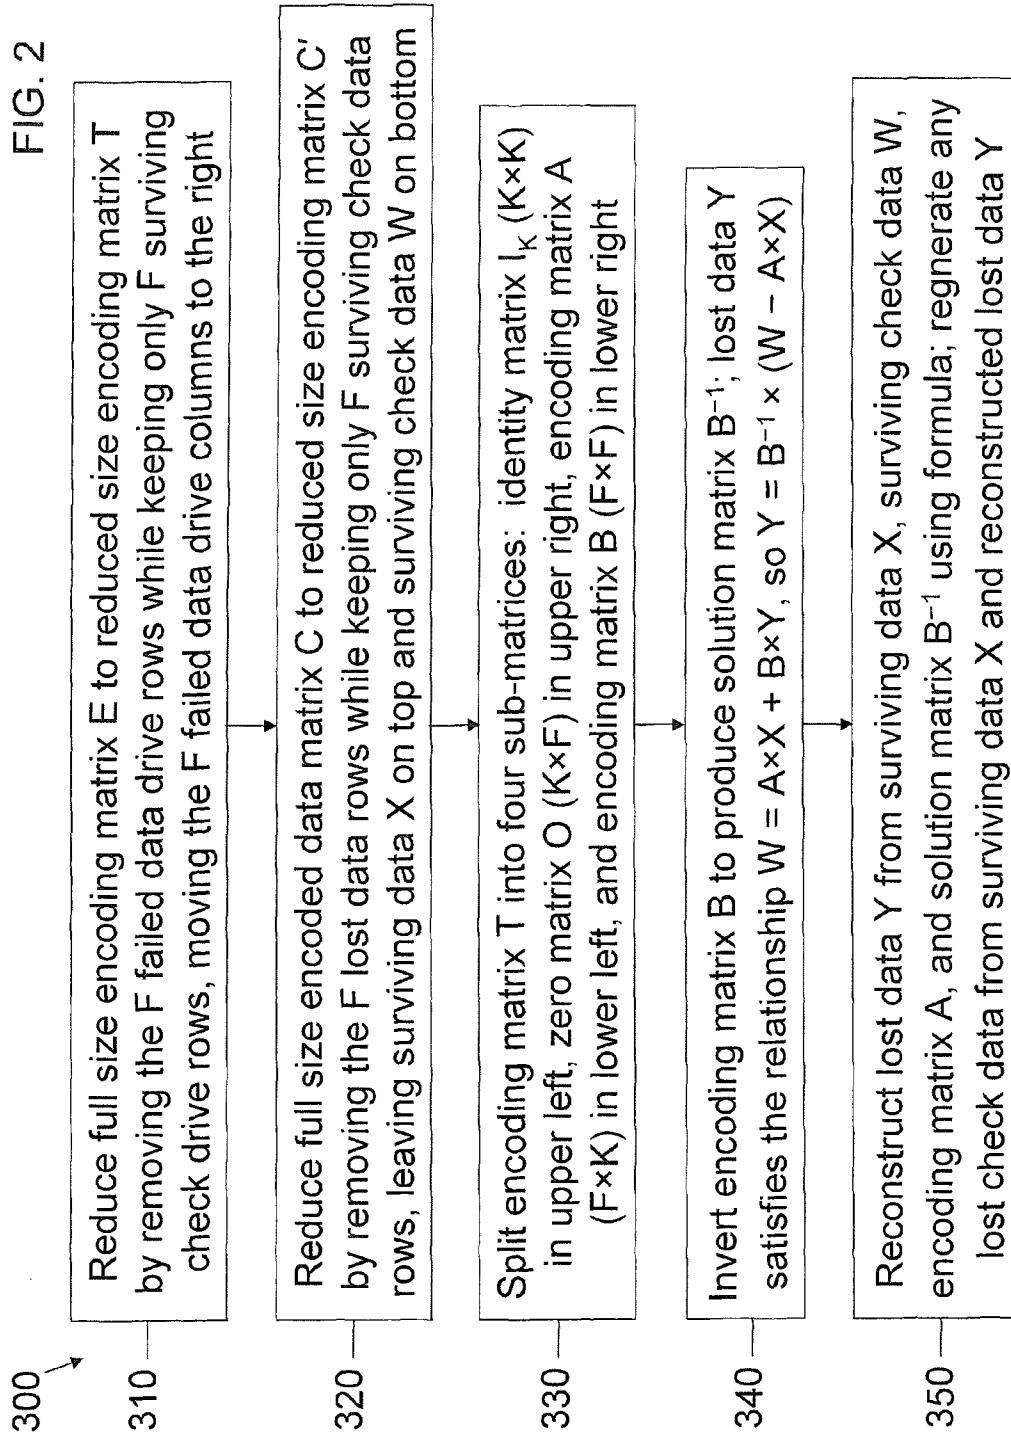 FIG. 2
300
310
Reduce full size encoding matrix E to reduced size encoding matrix T
by removing the F failed data drive rows while keeping only F surviving
check drive rows, moving the F failed data drive columns to the right
320
Reduce full size encoded data matrix C to reduced size encoding matrix C'
by removing the F lost data rows while keeping only F surviving check data
rows, leaving surviving data X on top and surviving check data W on bottom
330
Split encoding matrix T into four sub-matrices: identity matrix I_K (K×K)
in upper left, zero matrix O (K×F) in upper right, encoding matrix A
(F×K) in lower left, and encoding matrix B (F×F) in lower right
340
Invert encoding matrix B to produce solution matrix B⁻¹; lost data Y
satisfies the relationship W = A×X + B×Y, so Y = B⁻¹ × (W – A×X)
350
Reconstruct lost data Y from surviving data X, surviving check data W,
encoding matrix A, and solution matrix B⁻¹ using formula; regnerate any
lost check data from surviving data X and reconstructed lost data Y